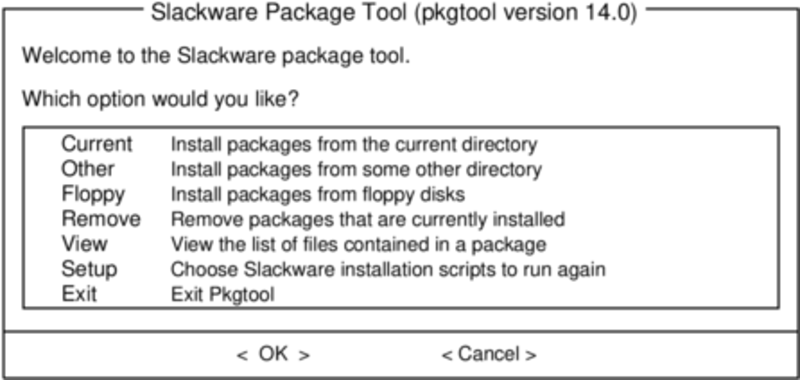 Slackware Package Tool (pkgtool version 14.0)
Welcome to the Slackware package tool.
Which option would you like?
Current Install packages from the current directory
Other Install packages from some other directory
Floppy Install packages from floppy disks
Remove Remove packages that are currently installed
View View the list of files contained in a package
Setup Choose Slackware installation scripts to run again
Exit Exit Pkgtool
< OK > < Cancel >